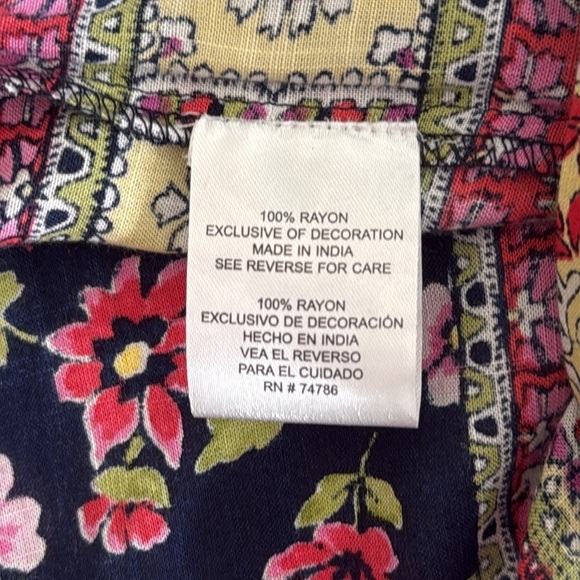 100% RAYON
EXCLUSIVE OF DECORATION
MADE IN INDIA
SEE REVERSE FOR CARE
100% RAYON
EXCLUSIVO DE DECORACIÓN
HECHO EN INDIA
VEA EL REVERSO
PARA EL CUIDADO
RN # 74786